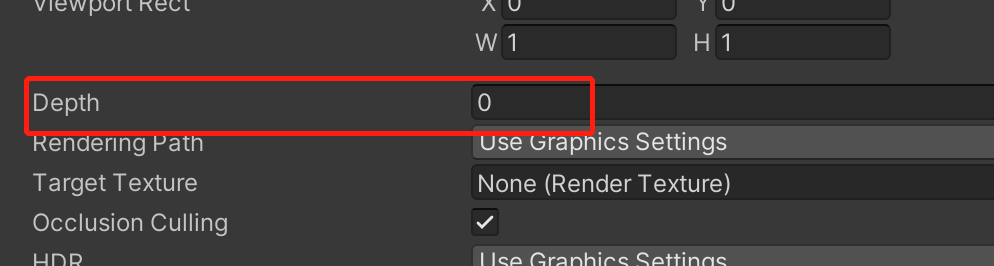 Viewport Rect X 0 Y 0
W 1 H 1
Depth 0
Rendering Path Use Graphics Settings
Target Texture None (Render Texture)
Occlusion Culling
HDR Use Graphics Settings